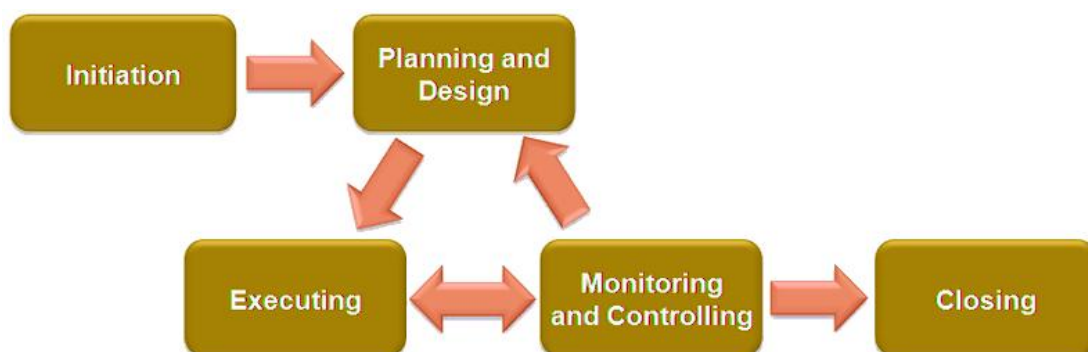 Initiation
Planning and
Design
Executing
Monitoring
and Controlling
Closing